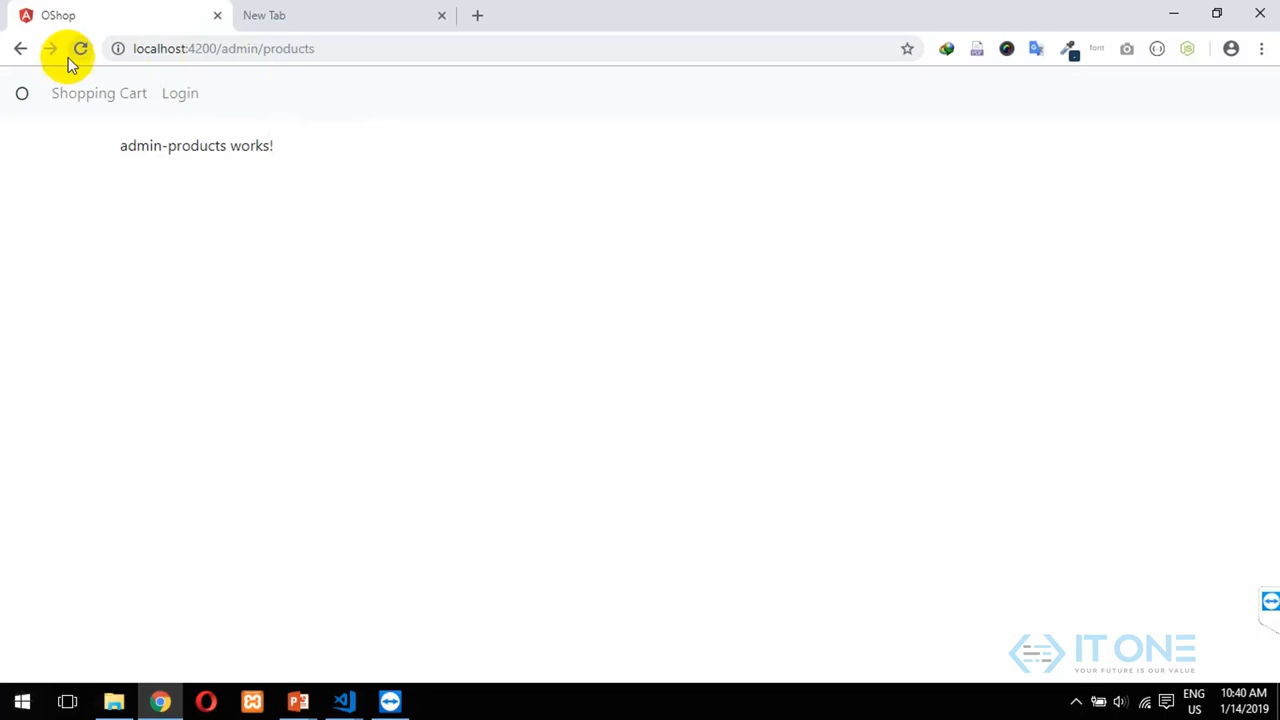 OShop
New Tab
localhost:4200/admin/products
font
O Shopping Cart Login
admin-products works!
IT ONE
YOUR FUTURE IS OUR VALUE
ENG
US
10:40 AM
1/14/2019